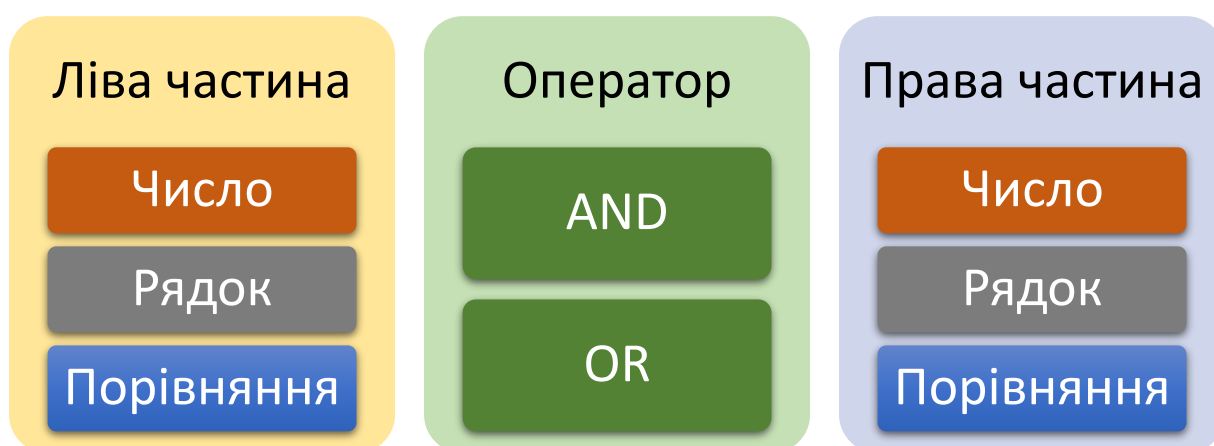 Ліва частина
Число
Рядок
Порівняння
Оператор
AND
OR
Права частина
Число
Рядок
Порівняння